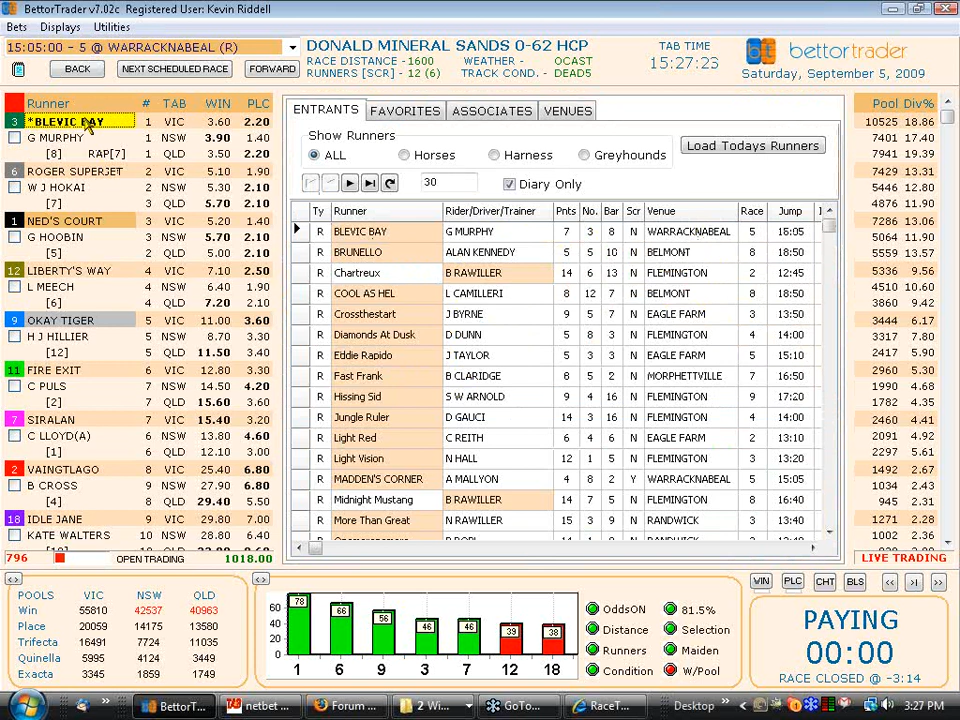 BettorTrader v7.02c Registered User: Kevin Riddell
Bets Displays Utilities
15:05:00 - 5 @ WARRACKNABEAL (R)
BACK NEXT SCHEDULED RACE FORWARD
DONALD MINERAL SANDS 0-62 HCP
RACE DISTANCE -1600 WEATHER - OCAST
RUNNERS [SCR] - 12 (6) TRACK COND. - DEAD5
TAB TIME
15:27:23
bettortrader
Saturday, September 5, 2009
Runner # TAB WIN PLC
3 *BLEVIC BAY 1 VIC 3.60 2.20
G MURPHY 1 NSW 3.90 1.40
[8] RAP[7] 1 QLD 3.50 2.20
6 ROGER SUPERJET 2 VIC 5.10 1.90
W J HOKAI 2 NSW 5.30 2.10
[7] 3 QLD 5.70 2.10
1 NED'S COURT 3 VIC 5.20 1.40
G HOOBIN 3 NSW 5.70 2.10
[5] 2 QLD 5.00 2.10
12 LIBERTY'S WAY 4 VIC 7.10 2.50
L MEECH 4 NSW 6.40 1.90
[6] 4 QLD 7.20 2.10
9 OKAY TIGER 5 VIC 11.00 3.60
H J HILLIER 5 NSW 8.70 3.30
[12] 5 QLD 11.50 3.40
11 FIRE EXIT 6 VIC 12.80 3.30
C PULS 7 NSW 14.50 4.20
[2] 7 QLD 15.60 3.60
7 SIRALAN 7 VIC 15.40 3.20
C LLOYD(A) 6 NSW 13.80 4.60
[1] 6 QLD 12.10 3.00
2 VAINGTLAGO 8 VIC 25.40 6.80
B CROSS 9 NSW 27.90 6.80
[4] 8 QLD 29.40 5.50
18 IDLE JANE 9 VIC 29.80 7.00
KATE WALTERS 10 NSW 28.80 6.40
796 OPEN TRADING 1018.00
ENTRANTS FAVORITES ASSOCIATES VENUES
Show Runners
ALL Horses Harness Greyhounds
Load Todays Runners
30 Diary Only
Ty Runner Rider/Driver/Trainer Pnts No. Bar Scr Venue Race Jump
R BLEVIC BAY G MURPHY 7 3 8 N WARRACKNABEAL 5 15:05
R BRUNELLO ALAN KENNEDY 5 5 10 N BELMONT 8 18:50
R Chartreux B RAWILLER 14 6 13 N FLEMINGTON 2 12:45
R COOL AS HEL L CAMILLERI 8 12 7 N BELMONT 8 18:50
R Crossthestart J BYRNE 9 5 7 N EAGLE FARM 3 13:50
R Diamonds At Dusk D DUNN 5 8 3 N FLEMINGTON 4 14:00
R Eddie Rapido J TAYLOR 5 3 3 N EAGLE FARM 5 15:10
R Fast Frank B CLARIDGE 8 5 2 N MORPHETTVILLE 7 16:50
R Hissing Sid S W ARNOLD 9 4 16 N FLEMINGTON 9 17:20
R Jungle Ruler D GAUCI 14 3 16 N FLEMINGTON 4 14:00
R Light Red C REITH 6 4 6 N EAGLE FARM 2 13:10
R Light Vision N HALL 12 1 5 N FLEMINGTON 3 13:20
R MADDEN'S CORNER A MALLYON 4 8 2 Y WARRACKNABEAL 5 15:05
R Midnight Mustang B RAWILLER 14 7 5 N FLEMINGTON 8 16:40
R More Than Great N RAWILLER 15 3 9 N RANDWICK 3 13:40
Pool Div%
10525 18.86
7401 17.40
7941 19.39
7429 13.31
5446 12.80
4876 11.90
7286 13.06
5064 11.90
5559 13.57
5336 9.56
4510 10.60
3860 9.42
3444 6.17
3317 7.80
2417 5.90
2960 5.30
1990 4.68
1782 4.35
2460 4.41
2091 4.92
2297 5.61
1492 2.67
1036 2.44
945 2.31
1271 2.28
1002 2.36
LIVE TRADING
POOLS VIC NSW QLD
Win 55810 42537 40963
Place 20059 14175 13580
Trifecta 16491 7724 11035
Quinella 5995 4124 3449
Exacta 3345 1859 1749
60
40
20
0
78 66 56 46 46 39 38
1 6 9 3 7 12 18
OddsON 81.5%
Distance Selection
Runners Maiden
Condition W/Pool
WIN PLC CHT BLS << >| >>
PAYING
00:00
RACE CLOSED @ -3:14
BettorT... netbet ... Forum ... 2 Win... GoTo... RaceT... Desktop 3:27 PM